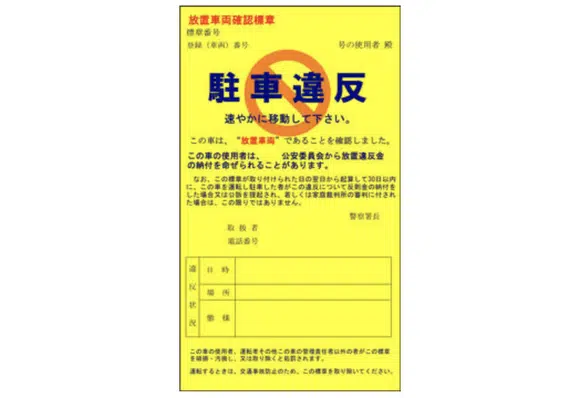 放置車両確認標章
標章番号
登録（車両）番号　号の使用者 殿
駐車違反
速やかに移動して下さい。
この車は、“放置車両”であることを確認しました。
この車の使用者は、　公安委員会から放置違反金
の納付を命ぜられることがあります。
なお、この標章が取り付けられた日の翌日から起算して30日以内
に、この車を運転し駐車した者がこの違反について反則金の納付を
した場合又は公訴を提起され、若しくは家庭裁判所の審判に付され
た場合は、この限りではありません。
警察署長
取扱者
電話番号
違反状況
日時
場所
態様
この車の使用者、運転者その他この車の管理責任者以外の者がこの標章
を破損・汚損し、又は取り除くと処罰されます。
運転するときは、交通事故防止のため、この標章を取り除いてください。